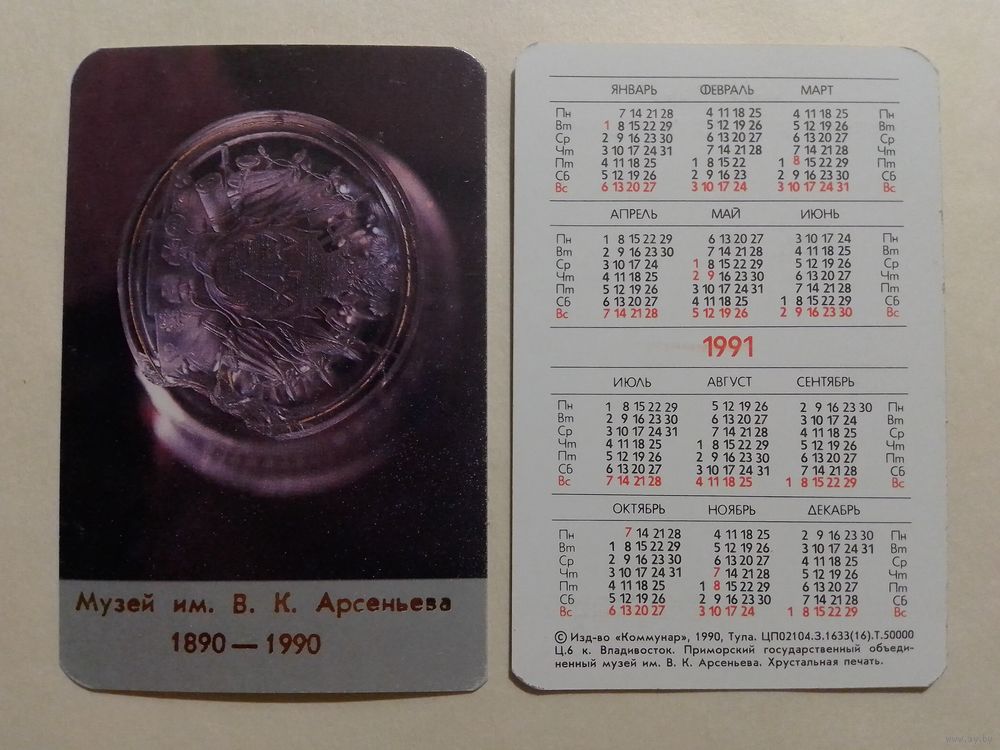 Музей им. В. К. Арсеньева
1890 — 1990
ЯНВАРЬ ФЕВРАЛЬ МАРТ
Пн 7 14 21 28 4 11 18 25 4 11 18 25 Пн
Вт 1 8 15 22 29 5 12 19 26 5 12 19 26 Вт
Ср 2 9 16 23 30 6 13 20 27 6 13 20 27 Ср
Чт 3 10 17 24 31 7 14 21 28 7 14 21 28 Чт
Пт 4 11 18 25 1 8 15 22 1 8 15 22 29 Пт
Сб 5 12 19 26 2 9 16 23 2 9 16 23 30 Сб
Вс 6 13 20 27 3 10 17 24 3 10 17 24 31 Вс
АПРЕЛЬ МАЙ ИЮНЬ
Пн 1 8 15 22 29 6 13 20 27 3 10 17 24 Пн
Вт 2 9 16 23 30 7 14 21 28 4 11 18 25 Вт
Ср 3 10 17 24 1 8 15 22 29 5 12 19 26 Ср
Чт 4 11 18 25 2 9 16 23 30 6 13 20 27 Чт
Пт 5 12 19 26 3 10 17 24 31 7 14 21 28 Пт
Сб 6 13 20 27 4 11 18 25 1 8 15 22 29 Сб
Вс 7 14 21 28 5 12 19 26 2 9 16 23 30 Вс
1991
ИЮЛЬ АВГУСТ СЕНТЯБРЬ
Пн 1 8 15 22 29 5 12 19 26 2 9 16 23 30 Пн
Вт 2 9 16 23 30 6 13 20 27 3 10 17 24 Вт
Ср 3 10 17 24 31 7 14 21 28 4 11 18 25 Ср
Чт 4 11 18 25 1 8 15 22 29 5 12 19 26 Чт
Пт 5 12 19 26 2 9 16 23 30 6 13 20 27 Пт
Сб 6 13 20 27 3 10 17 24 31 7 14 21 28 Сб
Вс 7 14 21 28 4 11 18 25 1 8 15 22 29 Вс
ОКТЯБРЬ НОЯБРЬ ДЕКАБРЬ
Пн 7 14 21 28 4 11 18 25 2 9 16 23 30 Пн
Вт 1 8 15 22 29 5 12 19 26 3 10 17 24 31 Вт
Ср 2 9 16 23 30 6 13 20 27 4 11 18 25 Ср
Чт 3 10 17 24 31 7 14 21 28 5 12 19 26 Чт
Пт 4 11 18 25 1 8 15 22 29 6 13 20 27 Пт
Сб 5 12 19 26 2 9 16 23 30 7 14 21 28 Сб
Вс 6 13 20 27 3 10 17 24 1 8 15 22 29 Вс
© Изд-во «Коммунар», 1990, Тула. ЦП02104.З.1633(16).Т.50000
Ц.6 к. Владивосток. Приморский государственный объеди-
ненный музей им. В. К. Арсеньева. Хрустальная печать.
www.ay.by